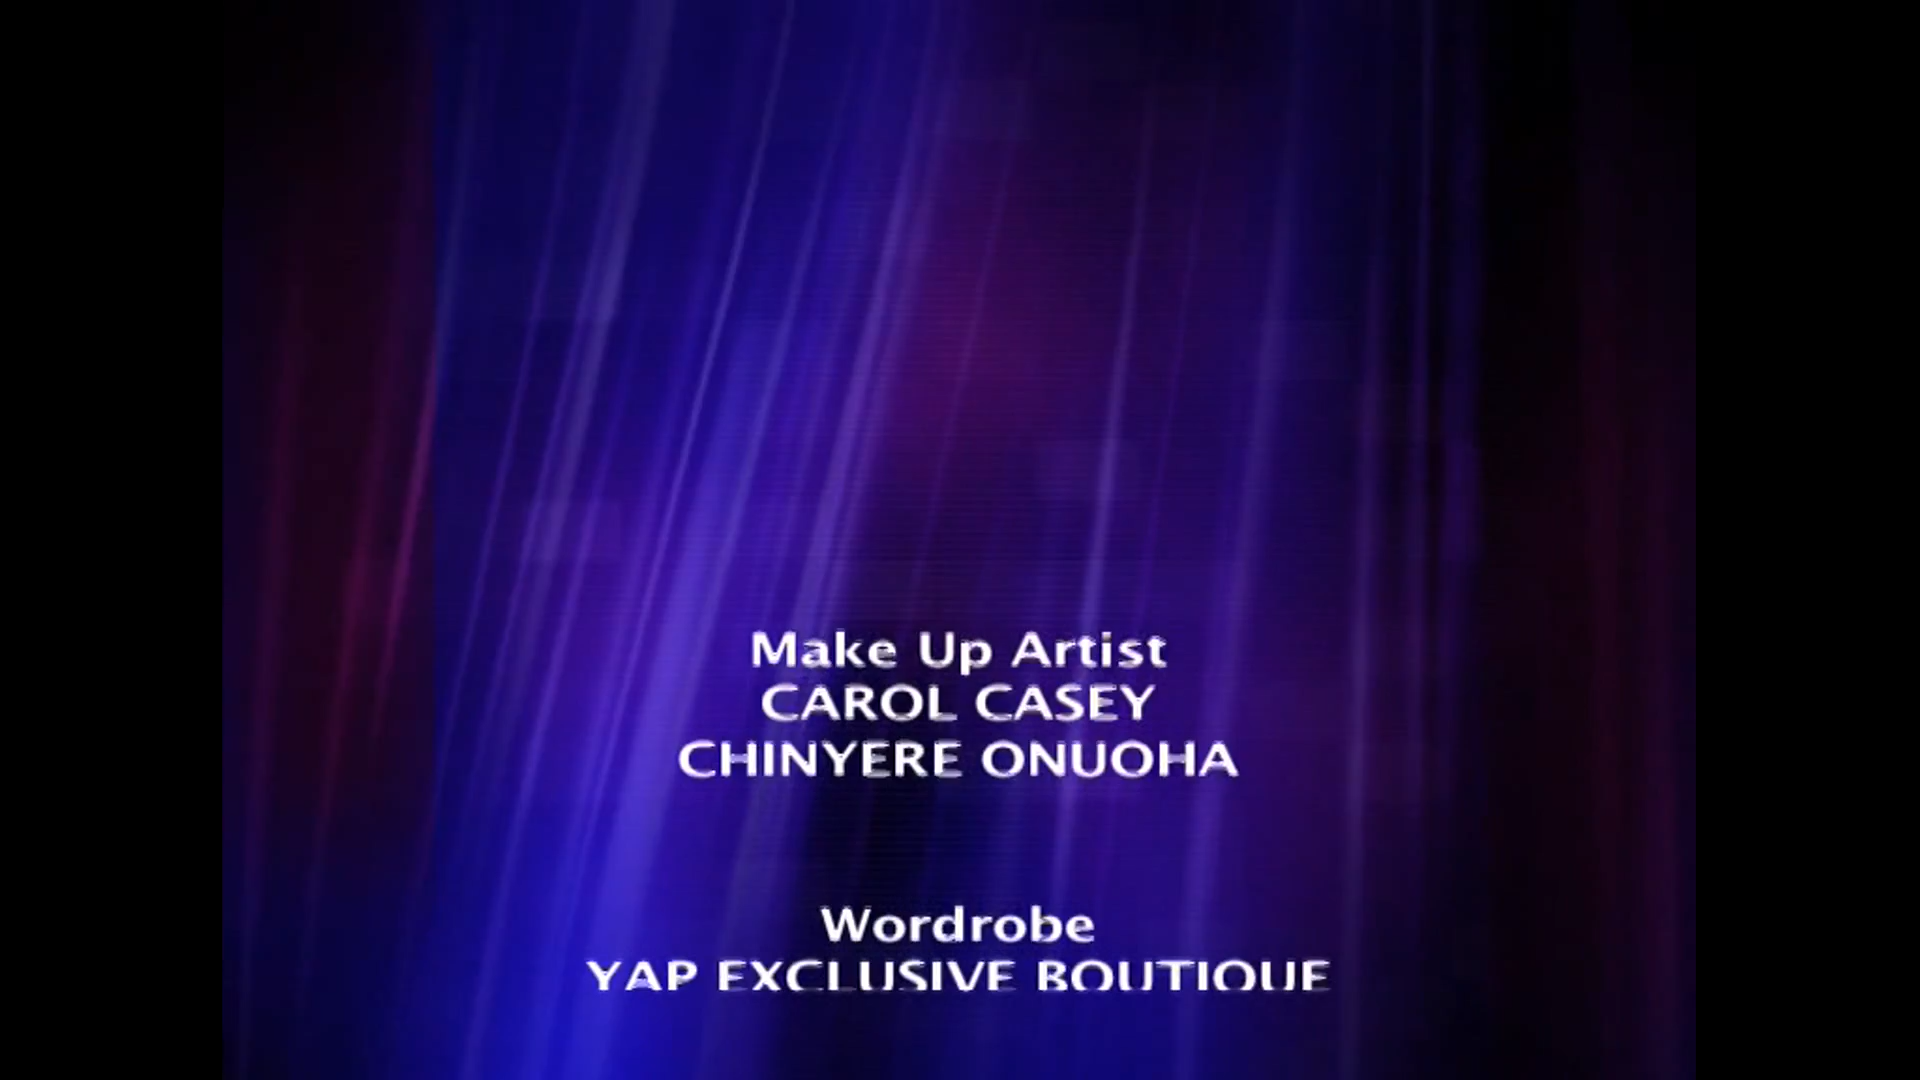 Make Up Artist
CAROL CASEY
CHINYERE ONUOHA
Wordrobe
YAP EXCLUSIVE BOUTIQUE